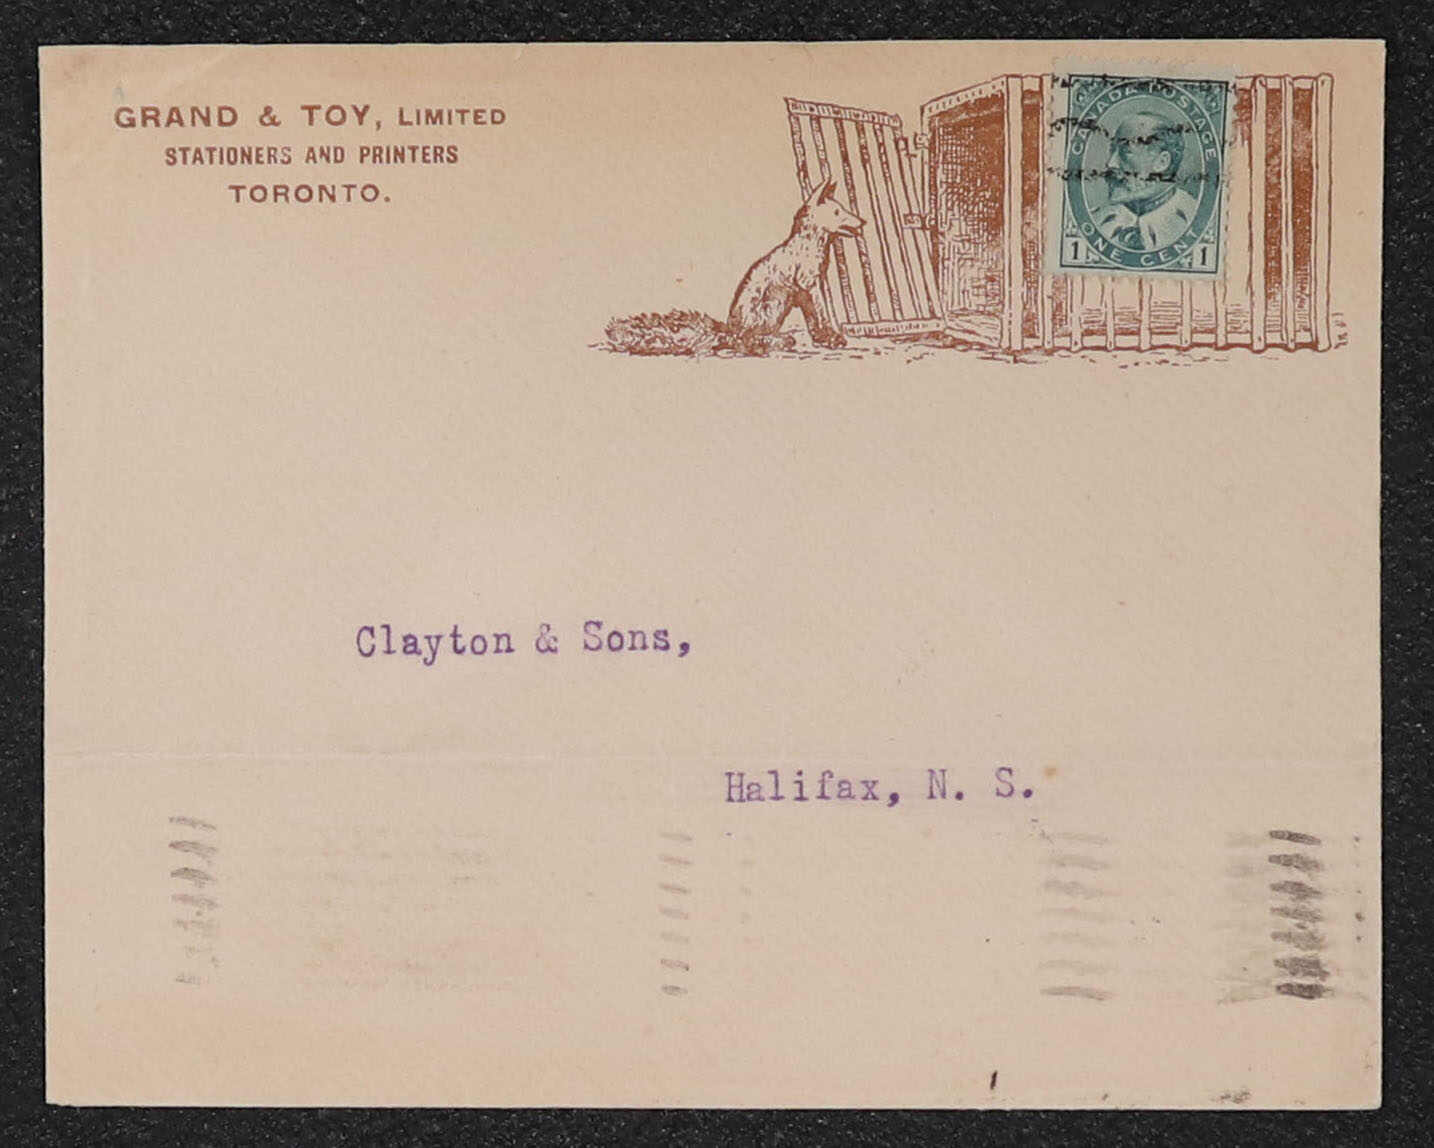 GRAND & TOY, LIMITED
STATIONERS AND PRINTERS
TORONTO.
CANADA POSTAGE
1 ONE CENT 1
Clayton & Sons,
Halifax, N. S.